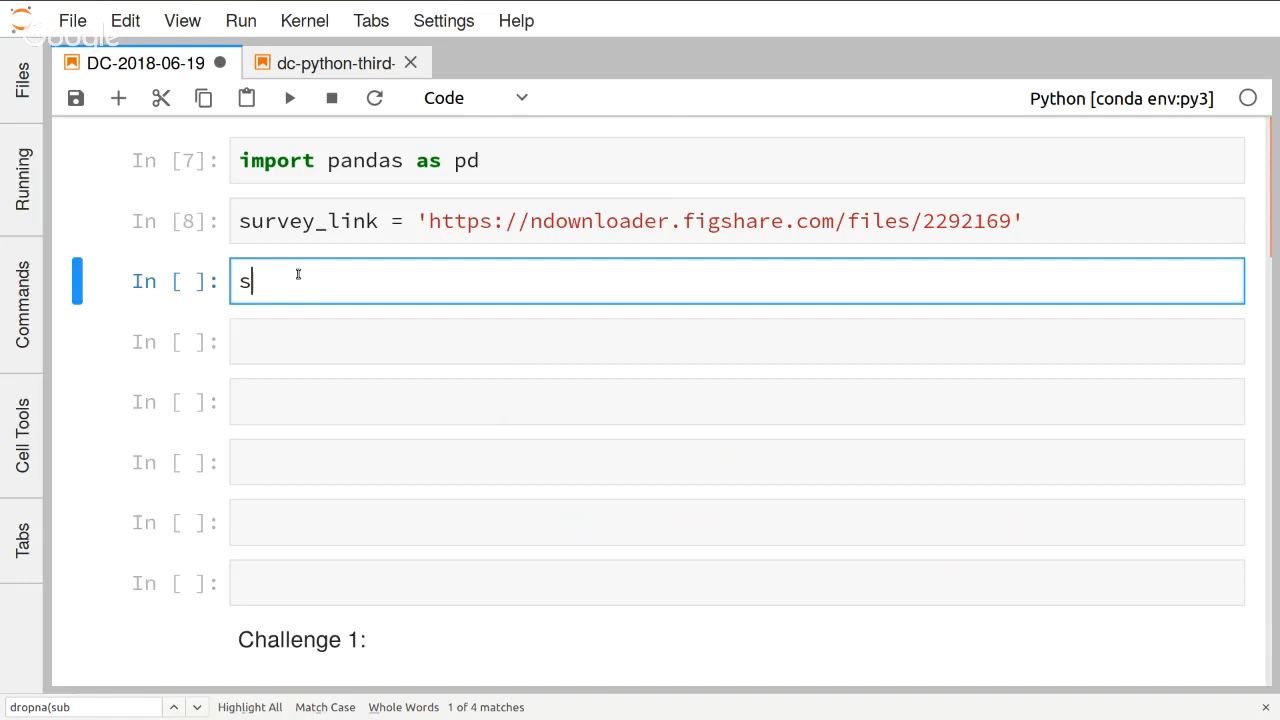 File Edit View Run Kernel Tabs Settings Help
Google
DC-2018-06-19 dc-python-third-
Code Python [conda env:py3]
Files
Running
Commands
Cell Tools
Tabs
In [7]: import pandas as pd
In [8]: survey_link = 'https://ndownloader.figshare.com/files/2292169'
In [ ]: s
In [ ]:
In [ ]:
In [ ]:
In [ ]:
In [ ]:
Challenge 1:
dropna(sub Highlight All Match Case Whole Words 1 of 4 matches